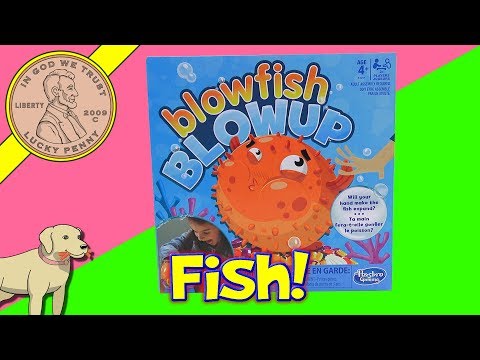 IN GOD WE TRUST
LIBERTY
2009
C
LUCKY PENNY
blowfish
BLOWUP
AGE
4+
Will your
hand make the
fish expand?
Ta main
fera-t-elle gonfler
le poisson?
E EN GARDE:
Hasbro
Gaming
FiSH!